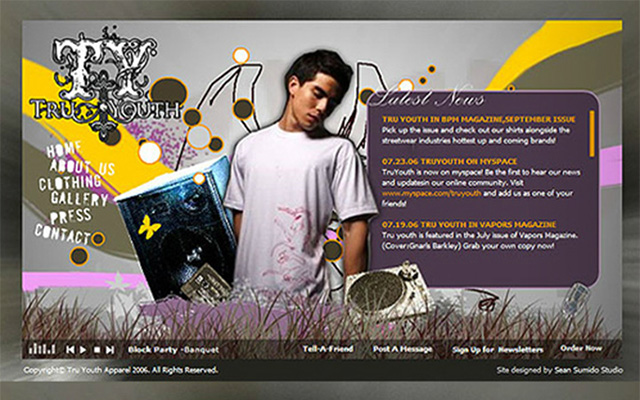 TY
TRU YOUTH
HOME
ABOUT US
CLOTHING
GALLERY
PRESS
CONTACT
Latest News
TRU YOUTH IN BPM MAGAZINE,SEPTEMBER ISSUE
Pick up the issue and check out our shirts alongside the
streetwear industries hottest up and coming brands!
07.23.06 TRUYOUTH ON MYSPACE
TruYouth is now on myspace! Be the first to hear our news
and updatesin our online community. Visit
www.myspace.com/truyouth and add us as one of your
friends!
07.19.06 TRU YOUTH IN VAPORS MAGAZINE
Tru youth is featured in the July issue of Vapors Magazine.
(Cover:Gnarls Barkley) Grab your own copy now!
Block Party -Banquet
Tell-A-Friend
Post A Message
Sign Up for Newsletters
Order Now
Copyright© Tru Youth Apparel 2006. All Rights Reserved.
Site designed by Sean Sumido Studio